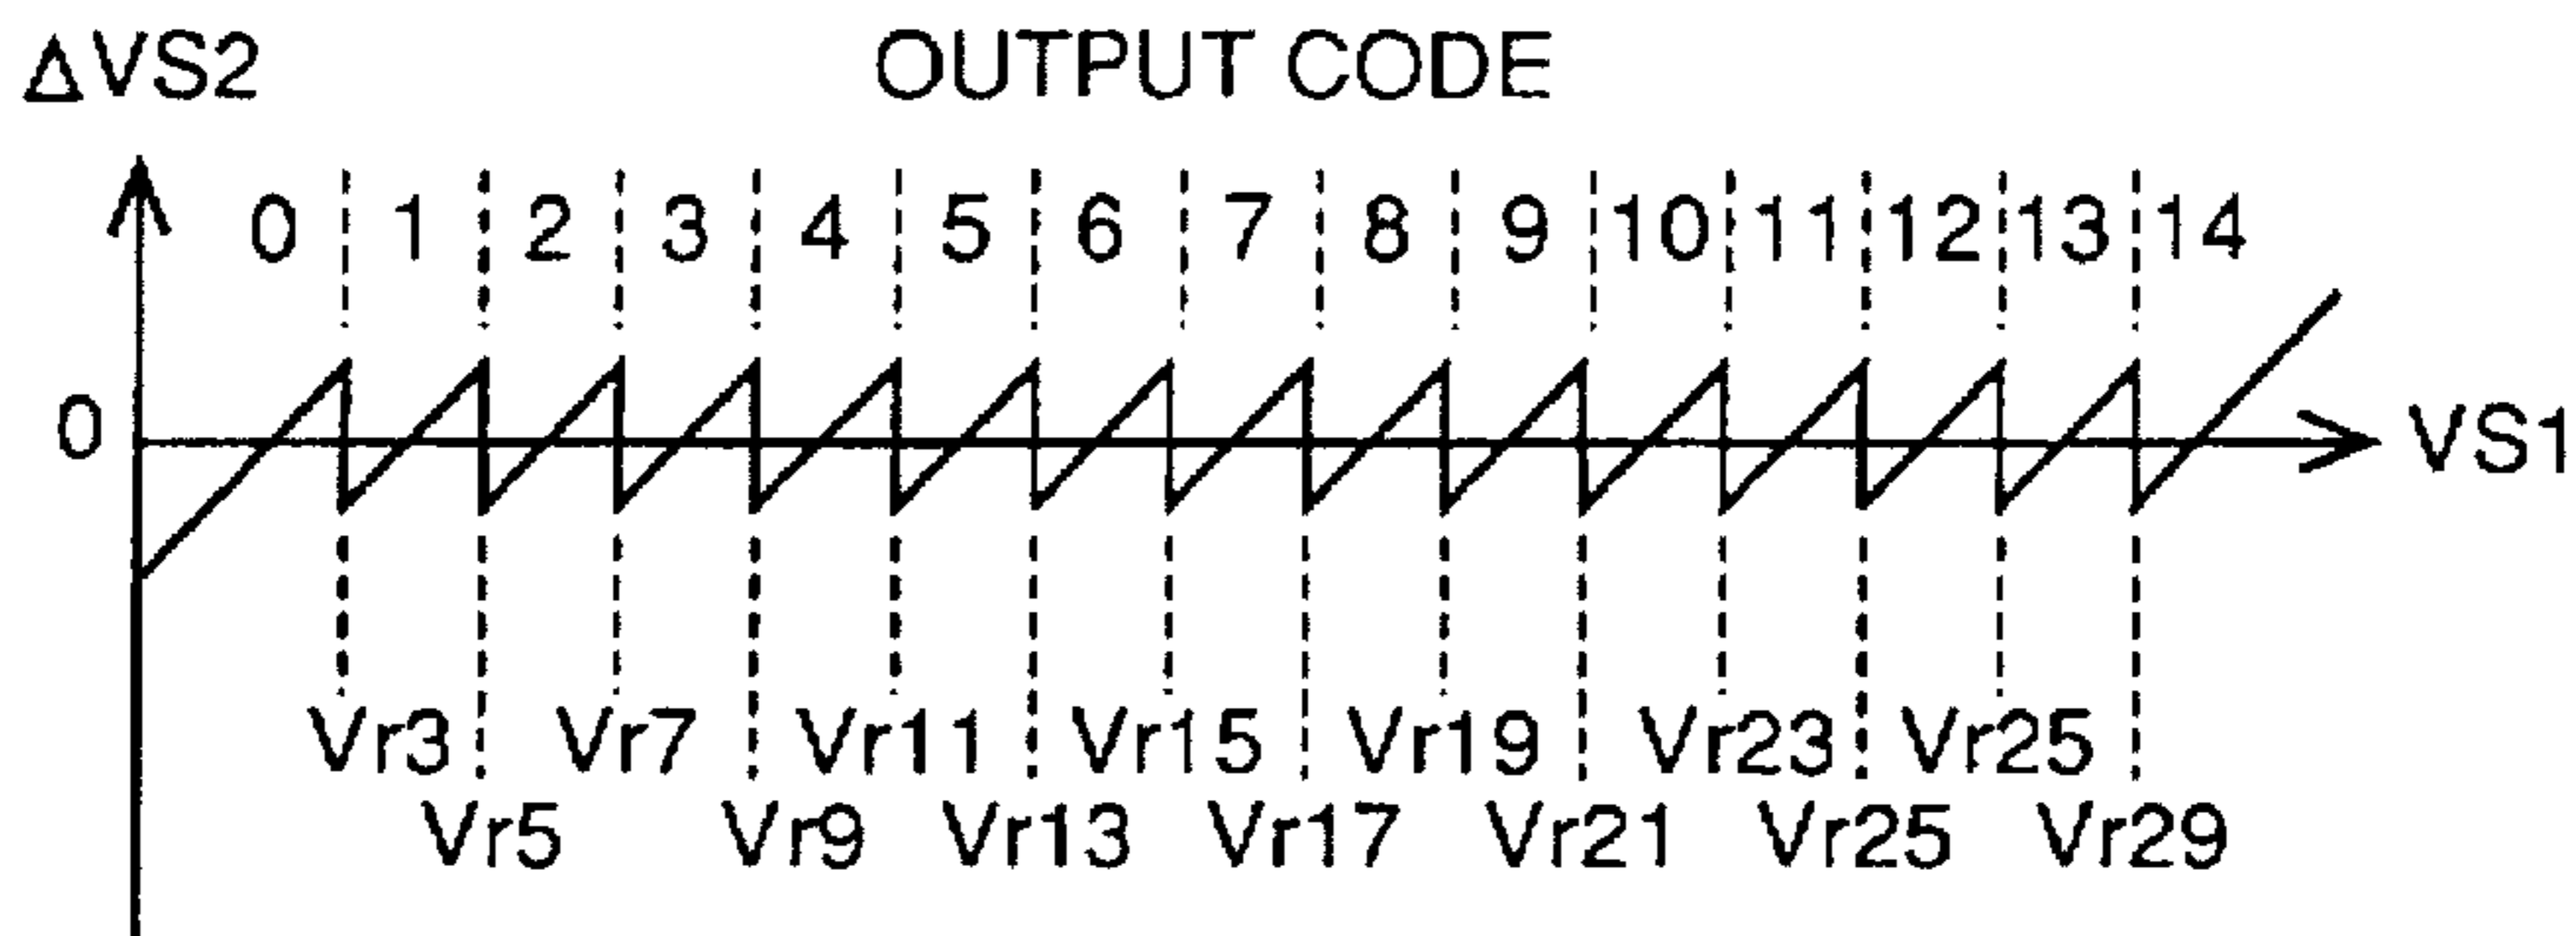 ΔVS2 OUTPUT CODE
0 1 2 3 4 5 6 7 8 9 10 11 12 13 14
0 VS1
Vr3 Vr7 Vr11 Vr15 Vr19 Vr23 Vr25
Vr5 Vr9 Vr13 Vr17 Vr21 Vr25 Vr29